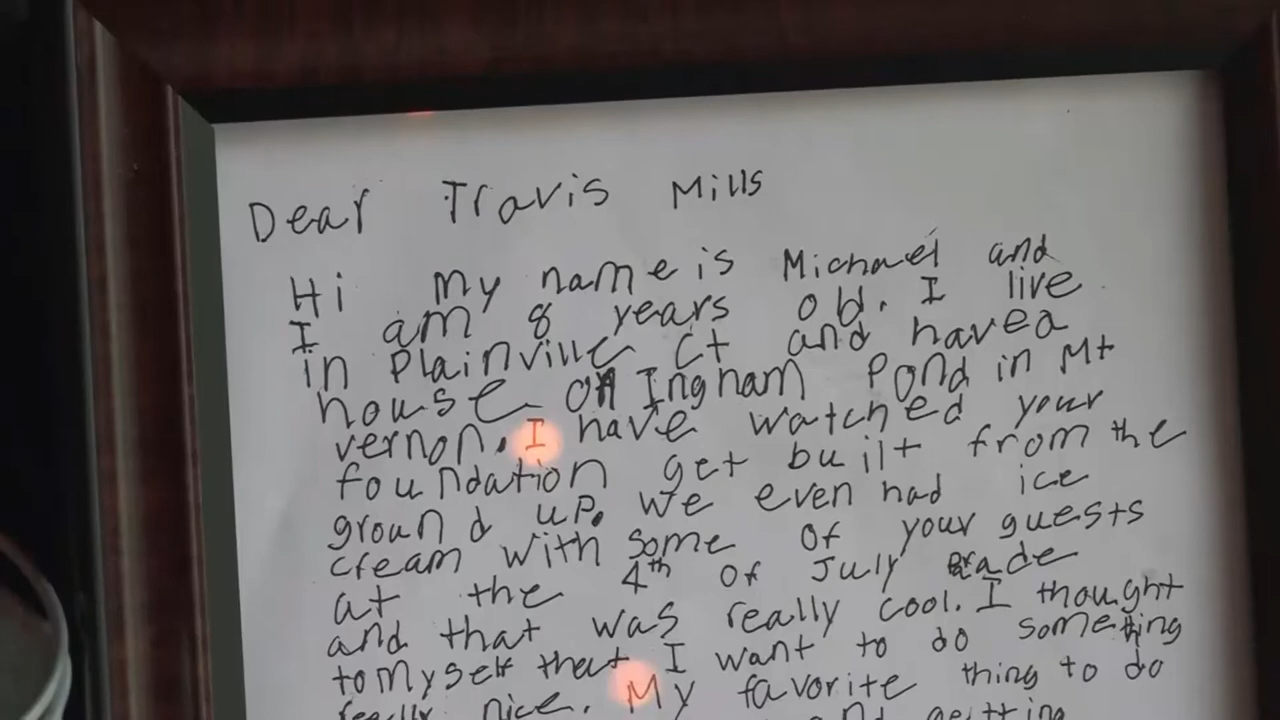 Dear Travis Mills
Hi my name is Michael and
I am 8 years old. I live
in Plainville Ct and have a
house on Ingham Pond in Mt
vernon. I have watched your
foundation get built from the
ground up. We even had ice
cream with some of your guests
at the 4th of July
and that was really cool. I thought
to myself that I want to do something
really nice. My favorite thing to do
and getting